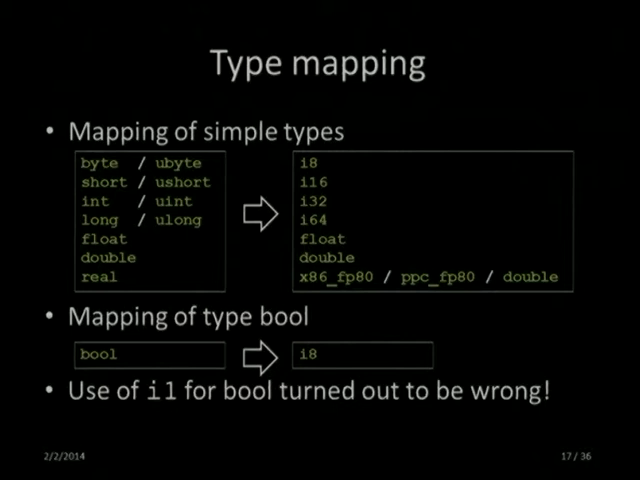 Type mapping
• Mapping of simple types
byte / ubyte
short / ushort
int / uint
long / ulong
float
double
real
i8
i16
i32
i64
float
double
x86_fp80 / ppc_fp80 / double
• Mapping of type bool
bool
i8
• Use of i1 for bool turned out to be wrong!
2/2/2014
17 / 36